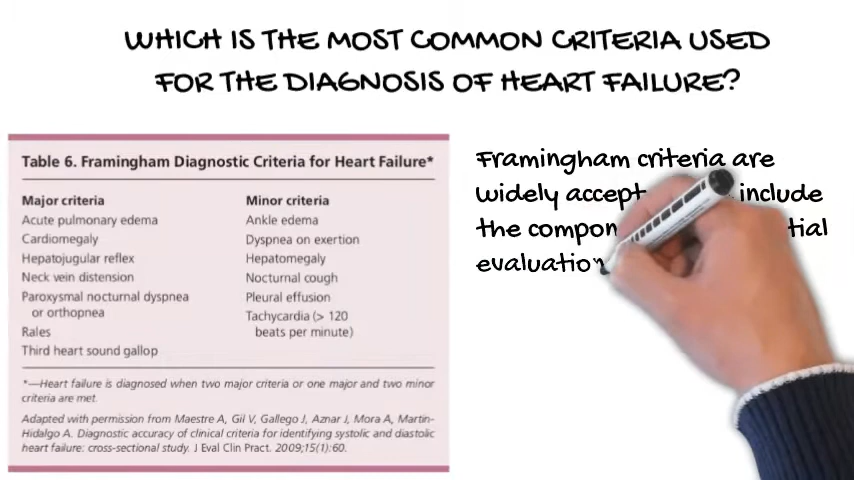 WHICH IS THE MOST COMMON CRITERIA USED
FOR THE DIAGNOSIS OF HEART FAILURE?
Table 6. Framingham Diagnostic Criteria for Heart Failure*
Major criteria
Acute pulmonary edema
Cardiomegaly
Hepatojugular reflex
Neck vein distension
Paroxysmal nocturnal dyspnea
or orthopnea
Rales
Third heart sound gallop
Minor criteria
Ankle edema
Dyspnea on exertion
Hepatomegaly
Nocturnal cough
Pleural effusion
Tachycardia (> 120
beats per minute)
*—Heart failure is diagnosed when two major criteria or one major and two minor
criteria are met.
Adapted with permission from Maestre A, Gil V, Gallego J, Aznar J, Mora A, Martin-
Hidalgo A. Diagnostic accuracy of clinical criteria for identifying systolic and diastolic
heart failure: cross-sectional study. J Eval Clin Pract. 2009;15(1):60.
Framingham criteria are
widely accept include
the compon tial
evaluation